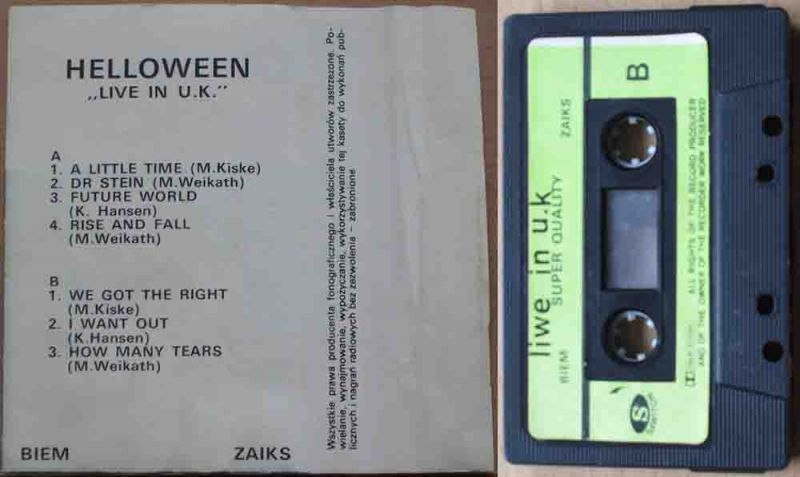 HELLOWEEN
„LIVE IN U.K.”
A
1. A LITTLE TIME (M.Kiske)
2. DR STEIN (M.Weikath)
3. FUTURE WORLD
(K. Hansen)
4. RISE AND FALL
(M.Weikath)
B
1. WE GOT THE RIGHT
(M.Kiske)
2. I WANT OUT
(K.Hansen)
3. HOW MANY TEARS
(M.Weikath)
BIEM ZAIKS
Wszystkie prawa producenta fonograficznego i właściciela utworów zastrzeżone. Po-
wielanie, wynajmowanie, wypożyczanie, wykorzystywanie tej kasety do wykonań pub-
licznych i nagrań radiowych bez zezwolenia – zabronione
liwe in u.k
BIEM SUPER QUALITY ZAIKS
B
S
ALL RIGHTS OF THE RECORD PRODUCER
AND OF THE OWNER OF THE RECORDER WORK RESERVED